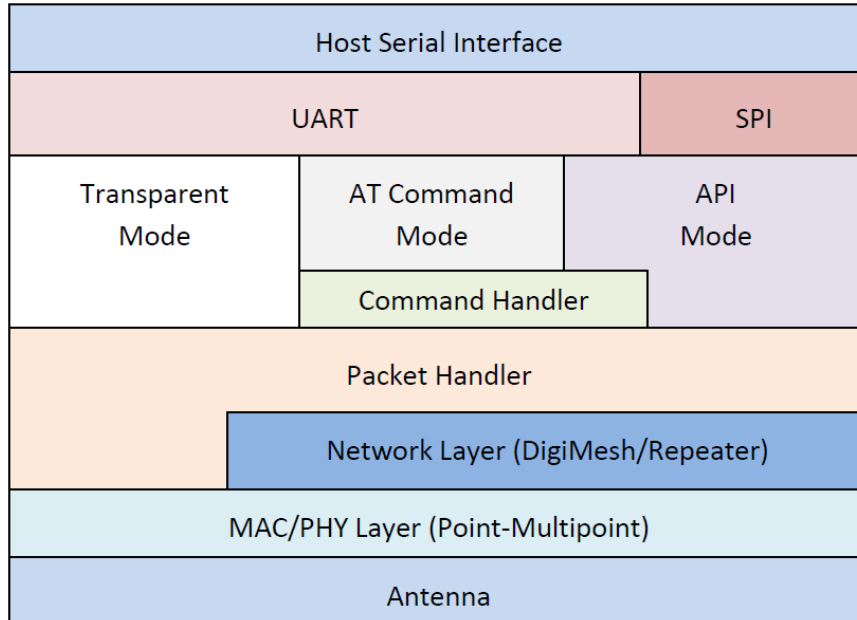 Host Serial Interface
UART
SPI
Transparent
Mode
AT Command
Mode
API
Mode
Command Handler
Packet Handler
Network Layer (DigiMesh/Repeater)
MAC/PHY Layer (Point-Multipoint)
Antenna